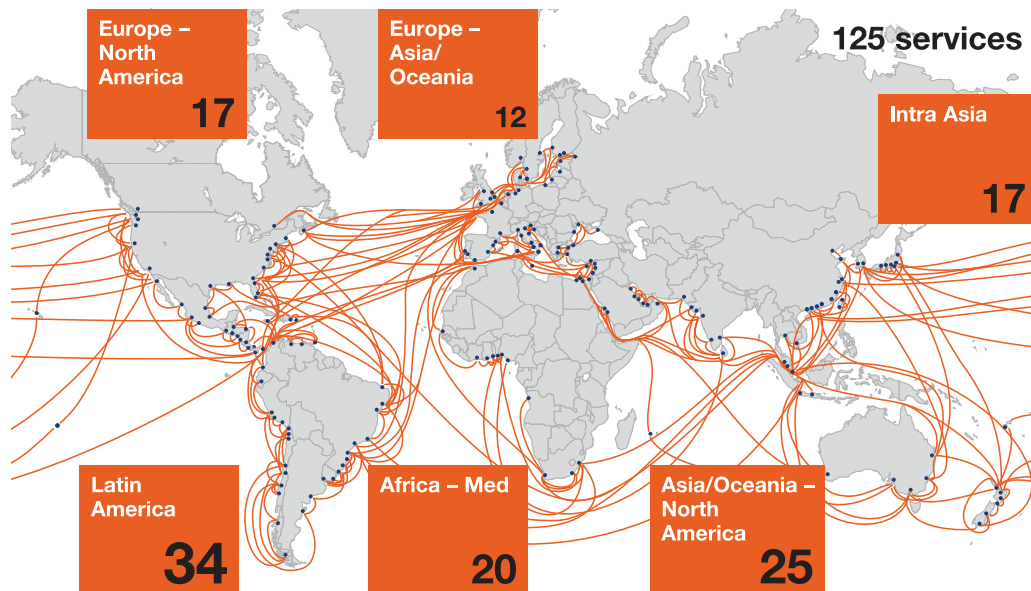 Europe –
North
America
17
Europe –
Asia/
Oceania
12
125 services
Intra Asia
17
Latin
America
34
Africa – Med
20
Asia/Oceania –
North
America
25